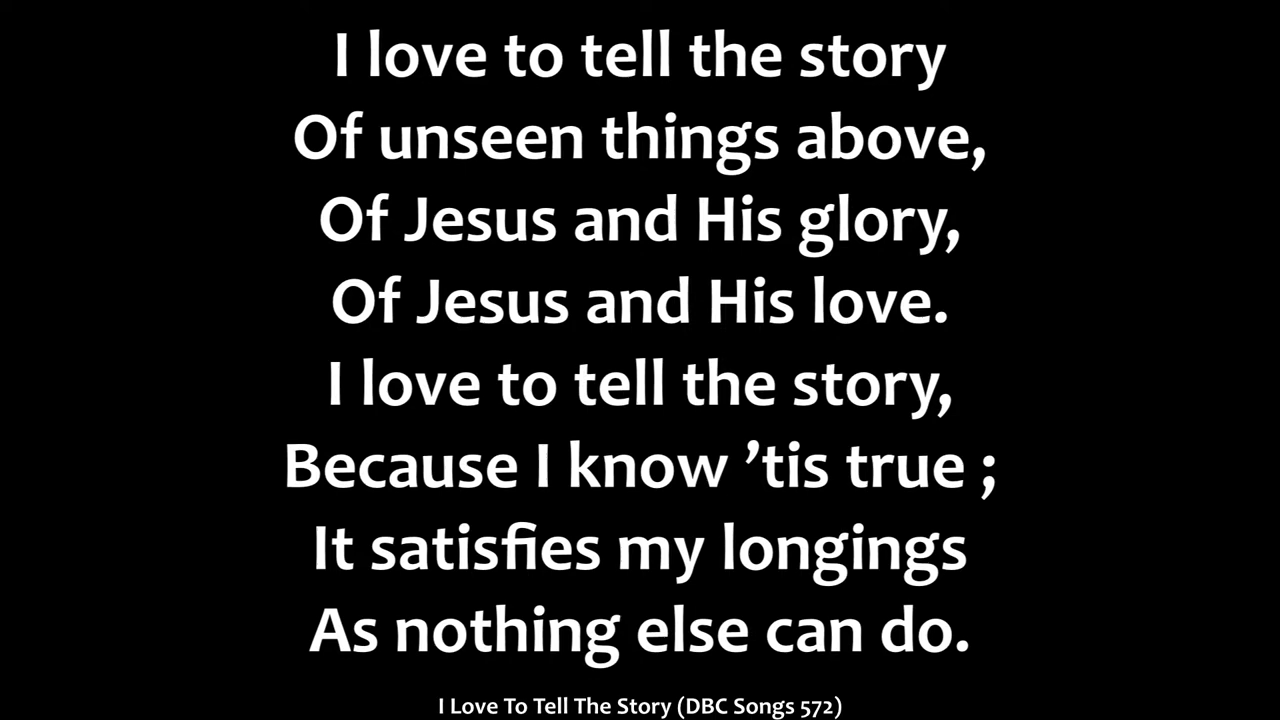 I love to tell the story
Of unseen things above,
Of Jesus and His glory,
Of Jesus and His love.
I love to tell the story,
Because I know ’tis true ;
It satisfies my longings
As nothing else can do.
I Love To Tell The Story (DBC Songs 572)